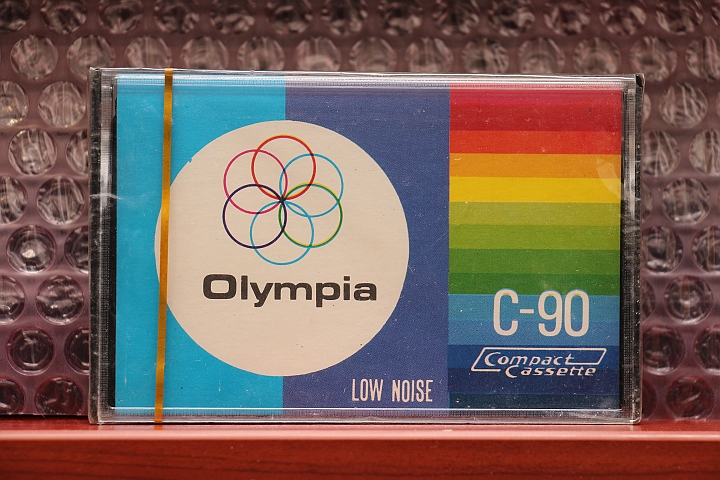 Olympia
LOW NOISE
C-90
Compact
Cassette